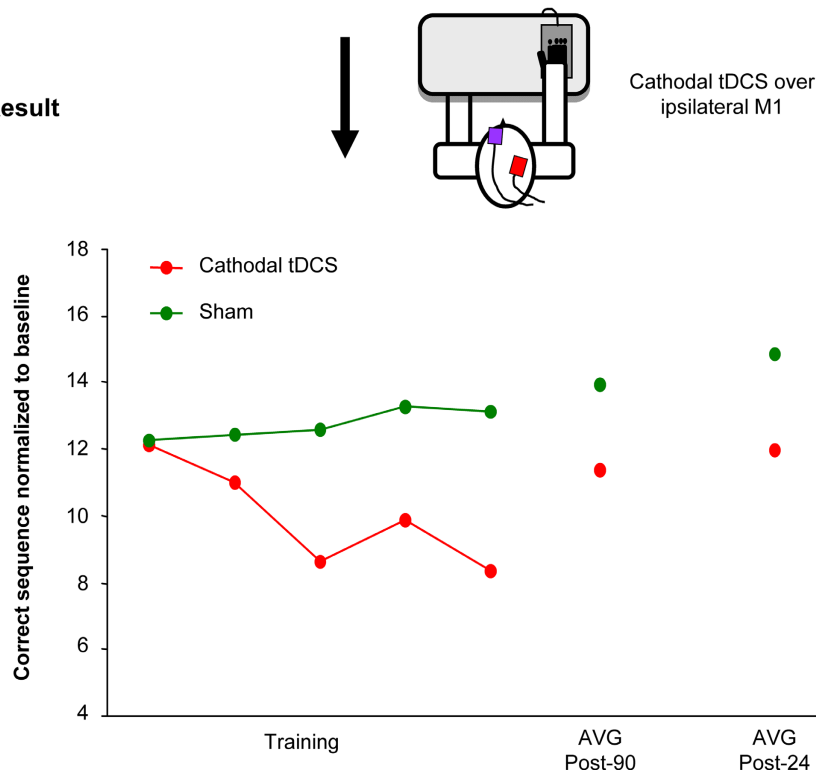 Cathodal tDCS over
ipsilateral M1
esult
18
Cathodal tDCS
Sham
16
14
12
10
8
6
4
Correct sequence normalized to baseline
Training
AVG
Post-90
AVG
Post-24